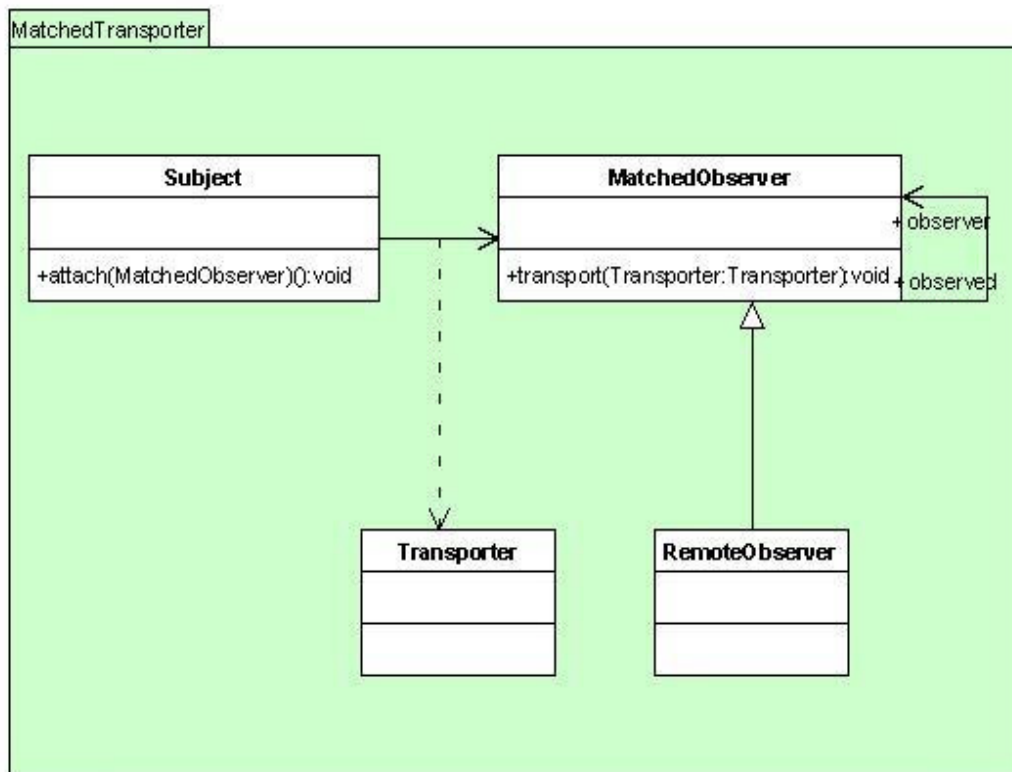 MatchedTransporter
Subject
+attach(MatchedObserver)():void
MatchedObserver
+transport(Transporter:Transporter):void
+ observer
+ observed
Transporter
RemoteObserver